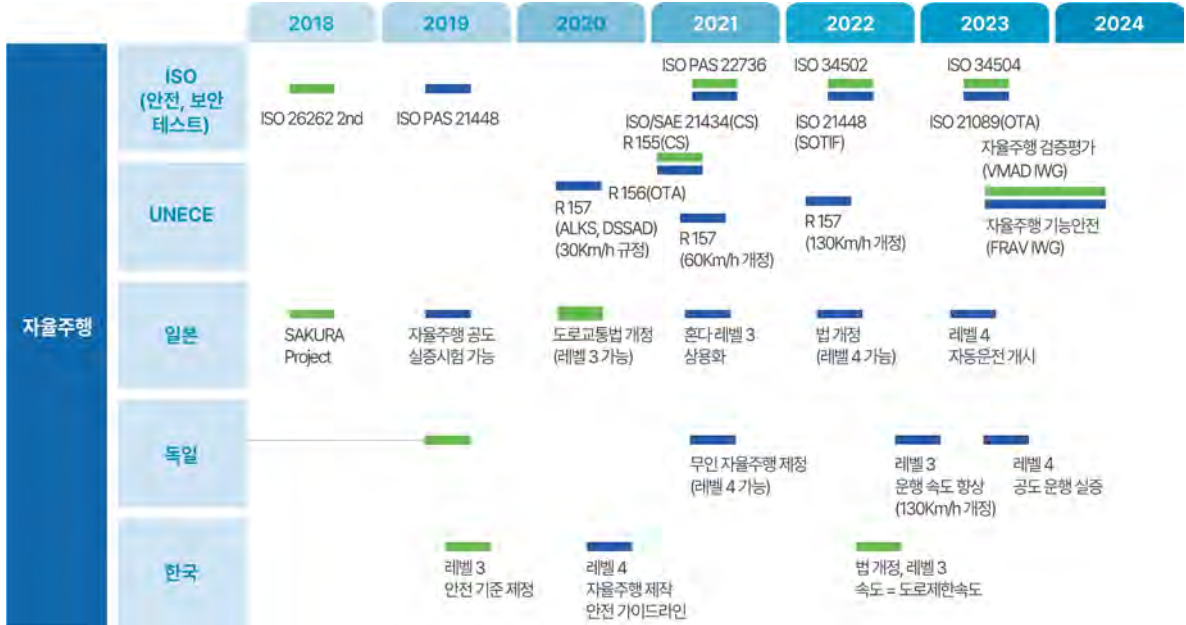 2018 2019 2020 2021 2022 2023 2024
자율주행
ISO
(안전, 보안
테스트)
ISO 26262 2nd
ISO PAS 21448
ISO PAS 22736
ISO/SAE 21434(CS)
ISO 34502
ISO 21448
(SOTIF)
ISO 34504
ISO 21089(OTA)
UNECE
R 157
(ALKS, DSSAD)
(30Km/h 규정)
R 155(CS)
R 156(OTA)
R 157
(60Km/h 개정)
R 157
(130Km/h 개정)
자율주행 검증평가
(VMAD IWG)
자율주행 기능안전
(FRAV IWG)
일본
SAKURA
Project
자율주행 공도
실증시험 가능
도로교통법 개정
(레벨 3 가능)
혼다 레벨 3
상용화
법 개정
(레벨 4 가능)
레벨 4
자동운전 개시
독일
무인 자율주행 제정
(레벨 4 가능)
레벨 3
운행 속도 향상
(130Km/h 개정)
레벨 4
공도 운행 실증
한국
레벨 3
안전 기준 제정
레벨 4
자율주행 제작
안전 가이드라인
법 개정, 레벨 3
속도 = 도로제한속도